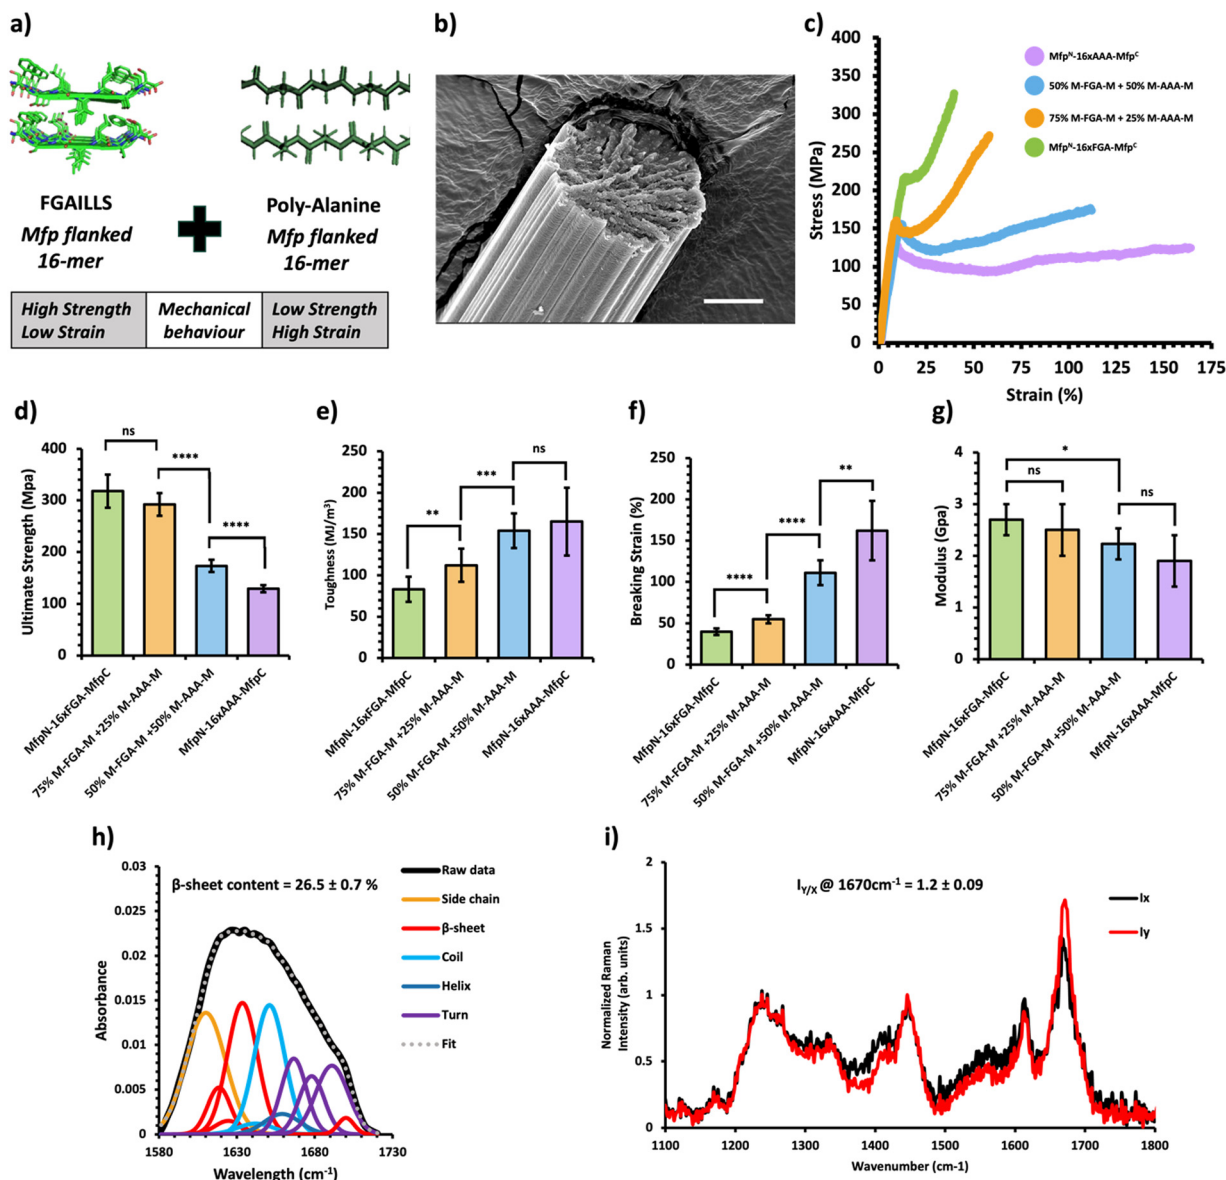 a)
FGAILLS
Mfp flanked
16-mer
Poly-Alanine
Mfp flanked
16-mer
High Strength
Low Strain
Mechanical
behaviour
Low Strength
High Strain
b)
c)
Stress (MPa)
400
350
300
250
200
150
100
50
0
0
25
50
75
100
125
150
175
Strain (%)
Mfpᴺ-16xAAA-Mfpᶜ
50% M-FGA-M + 50% M-AAA-M
75% M-FGA-M + 25% M-AAA-M
Mfpᴺ-16xFGA-Mfpᶜ
d)
Ultimate Strength (Mpa)
400
300
200
100
0
ns
****
****
MfpN-16xFGA-MfpC
75% M-FGA-M +25% M-AAA-M
50% M-FGA-M +50% M-AAA-M
MfpN-16xAAA-MfpC
e)
Toughness (MJ/m³)
250
200
150
100
50
0
**
***
ns
MfpN-16xFGA-MfpC
75% M-FGA-M +25% M-AAA-M
50% M-FGA-M +50% M-AAA-M
MfpN-16xAAA-MfpC
f)
Breaking Strain (%)
250
200
150
100
50
0
****
****
**
MfpN-16xFGA-MfpC
75% M-FGA-M +25% M-AAA-M
50% M-FGA-M +50% M-AAA-M
MfpN-16xAAA-MfpC
g)
Modulus (Gpa)
4
3
2
1
0
*
ns
ns
MfpN-16xFGA-MfpC
75% M-FGA-M +25% M-AAA-M
50% M-FGA-M +50% M-AAA-M
MfpN-16xAAA-MfpC
h)
β-sheet content = 26.5 ± 0.7 %
Absorbance
0.03
0.025
0.02
0.015
0.01
0.005
0
1580
1630
1680
1730
Wavelength (cm⁻¹)
Raw data
Side chain
β-sheet
Coil
Helix
Turn
Fit
i)
I_Y/X @ 1670cm⁻¹ = 1.2 ± 0.09
Normalized Raman
Intensity (arb. units)
2
1.5
1
0.5
0
1100
1200
1300
1400
1500
1600
1700
1800
Wavenumber (cm-1)
Ix
Iy